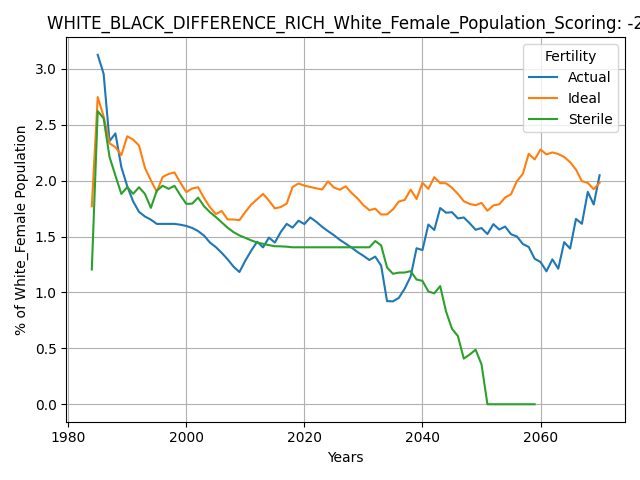 WHITE_BLACK_DIFFERENCE_RICH_White_Female_Population_Scoring: -2
Fertility
Actual
Ideal
Sterile
% of White_Female Population
3.0
2.5
2.0
1.5
1.0
0.5
0.0
1980 2000 2020 2040 2060
Years